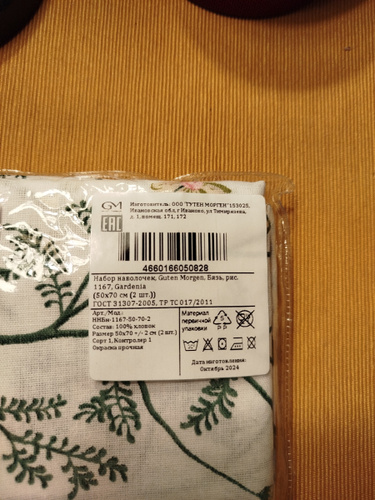 GM
Изготовитель: ООО "ГУТЕН МОРГЕН"153025,
Ивановская обл, г Иваново, ул Тимирязева,
д. 1, помещ. 171, 172
EAC
4660166050828
Набор наволочек, Guten Morgen, Бязь, рис.
1167, Gardenia
(50х70 см (2 шт.))
ГОСТ 31307-2005, ТР ТС 017/2011
Арт./Мод.:
ННБн-1167-50-70-2
Состав: 100% хлопок
Размер 50х70 +/- 2 см (2 шт.)
Сорт 1, Контролер 1
Окраска прочная
Материал
первичной
упаковки
5
PP
Дата изготовления:
Октябрь 2024